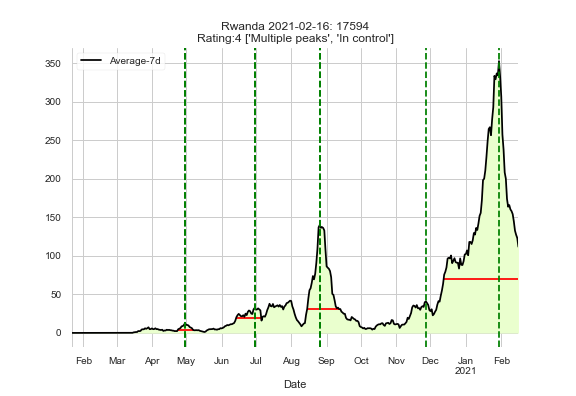 Rwanda 2021-02-16: 17594
Rating:4 ['Multiple peaks', 'In control']
Average-7d
350
300
250
200
150
100
50
0
Feb Mar Apr May Jun Jul Aug Sep Oct Nov Dec Jan Feb
2021
Date